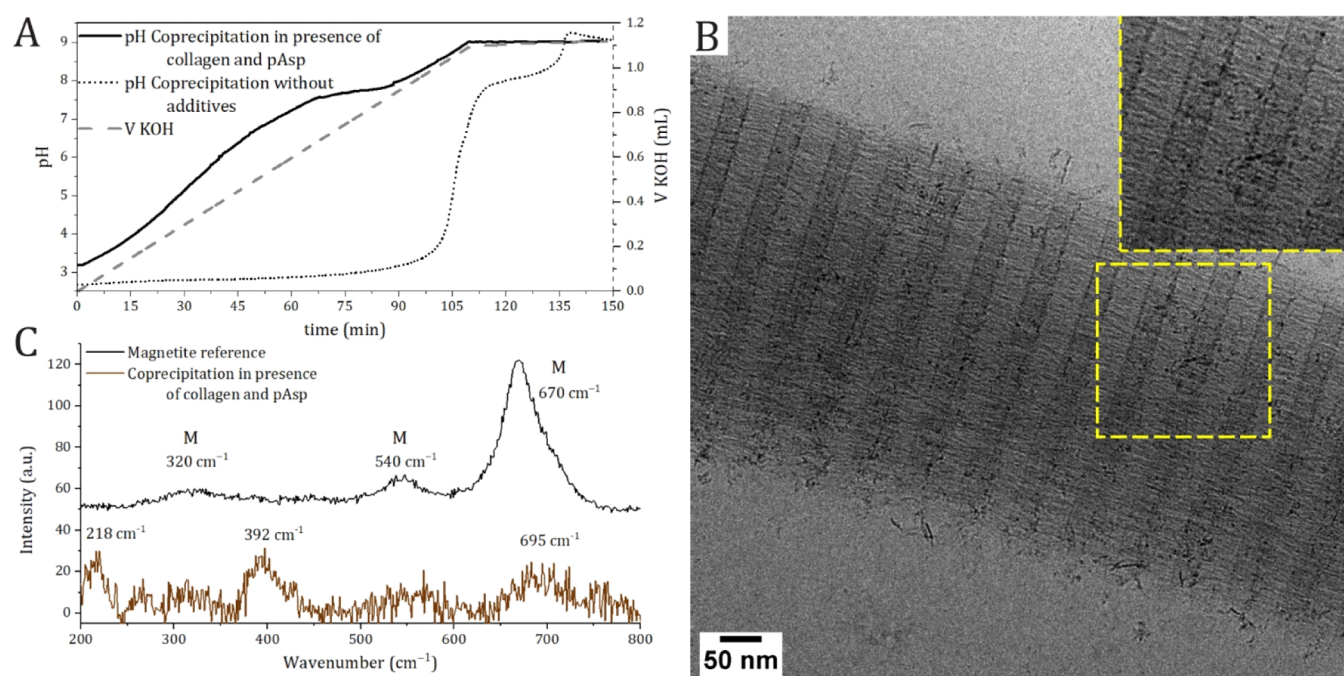 A
pH Coprecipitation in presence of
collagen and pAsp
pH Coprecipitation without
additives
V KOH
9
8
7
6
5
4
3
pH
1.2
1.0
0.8
0.6
0.4
0.2
0.0
V KOH (mL)
0 15 30 45 60 75 90 105 120 135 150
time (min)
B
50 nm
C
Magnetite reference
Coprecipitation in presence
of collagen and pAsp
M
670 cm⁻¹
M
320 cm⁻¹
M
540 cm⁻¹
218 cm⁻¹
392 cm⁻¹
695 cm⁻¹
120
100
80
60
40
20
0
Intensity (a.u.)
200 300 400 500 600 700 800
Wavenumber (cm⁻¹)